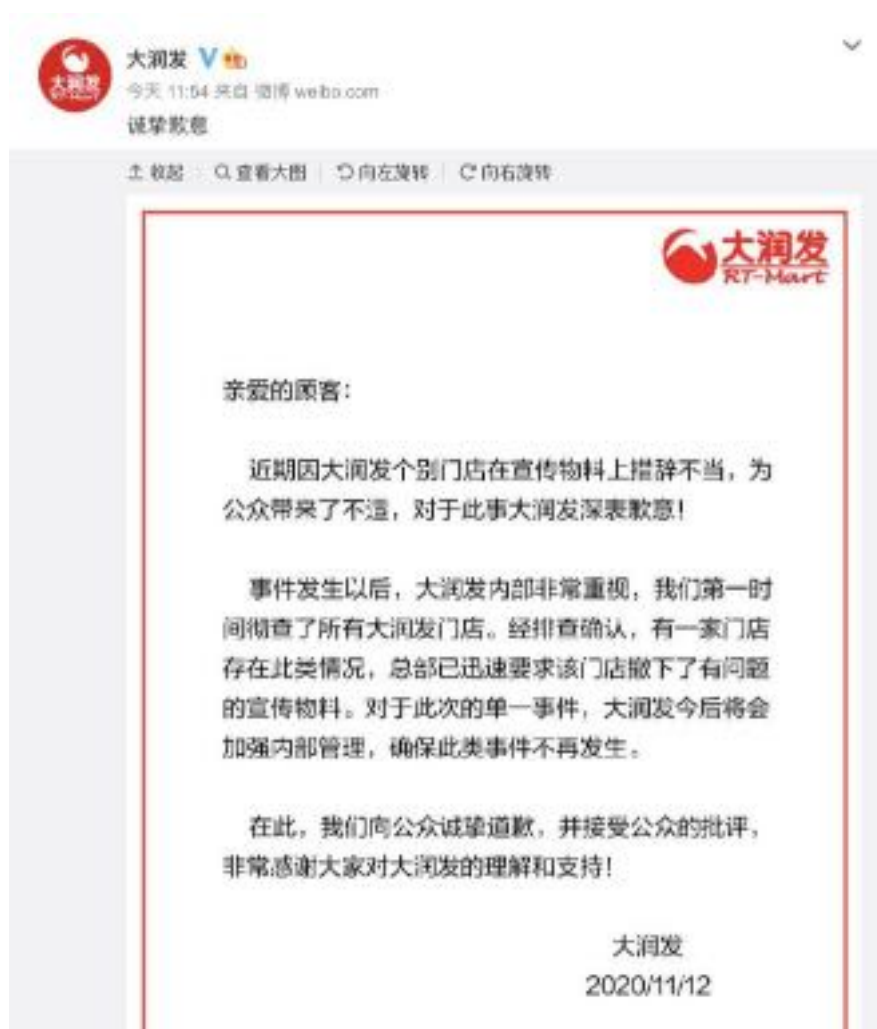 大润发
今天 11:54 来自 微博 weibo.com
诚挚歉意
收起
查看大图
向左旋转
向右旋转
大润发
RT-Mart
亲爱的顾客：
近期因大润发个别门店在宣传物料上措辞不当，为
公众带来了不适，对于此事大润发深表歉意！
事件发生以后，大润发内部非常重视，我们第一时
间彻查了所有大润发门店。经排查确认，有一家门店
存在此类情况，总部已迅速要求该门店撤下了有问题
的宣传物料。对于此次的单一事件，大润发今后将会
加强内部管理，确保此类事件不再发生。
在此，我们向公众诚挚道歉，并接受公众的批评，
非常感谢大家对大润发的理解和支持！
大润发
2020/11/12